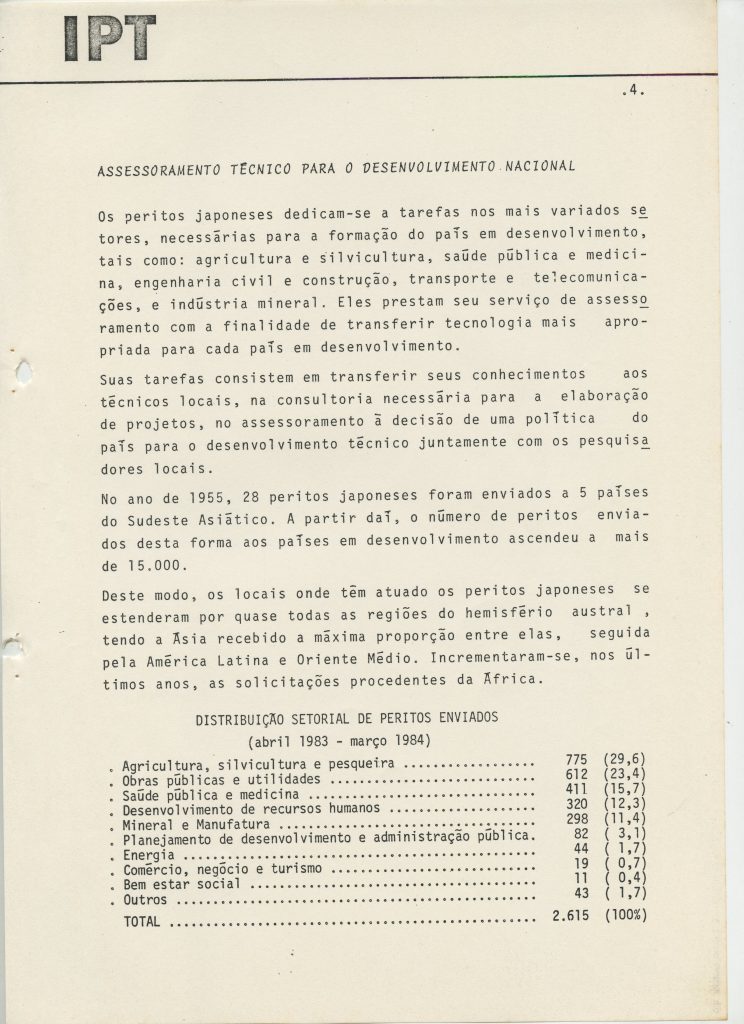 IPT
.4.
ASSESSORAMENTO TÉCNICO PARA O DESENVOLVIMENTO NACIONAL
Os peritos japoneses dedicam-se a tarefas nos mais variados se
tores, necessárias para a formação do país em desenvolvimento,
tais como: agricultura e silvicultura, saúde pública e medici-
na, engenharia civil e construção, transporte e telecomunica-
ções, e indústria mineral. Eles prestam seu serviço de assesso
ramento com a finalidade de transferir tecnologia mais apro-
priada para cada país em desenvolvimento.
Suas tarefas consistem em transferir seus conhecimentos aos
técnicos locais, na consultoria necessária para a elaboração
de projetos, no assessoramento à decisão de uma política do
país para o desenvolvimento técnico juntamente com os pesquisa
dores locais.
No ano de 1955, 28 peritos japoneses foram enviados a 5 países
do Sudeste Asiático. A partir daí, o número de peritos envia-
dos desta forma aos países em desenvolvimento ascendeu a mais
de 15.000.
Deste modo, os locais onde têm atuado os peritos japoneses se
estenderam por quase todas as regiões do hemisfério austral ,
tendo a Ásia recebido a máxima proporção entre elas, seguida
pela América Latina e Oriente Médio. Incrementaram-se, nos úl-
timos anos, as solicitações procedentes da África.
DISTRIBUIÇÃO SETORIAL DE PERITOS ENVIADOS
(abril 1983 - março 1984)
. Agricultura, silvicultura e pesqueira .................. 775 (29,6)
. Obras públicas e utilidades ............................ 612 (23,4)
. Saúde pública e medicina ............................... 411 (15,7)
. Desenvolvimento de recursos humanos .................... 320 (12,3)
. Mineral e Manufatura ................................... 298 (11,4)
. Planejamento de desenvolvimento e administração pública. 82 ( 3,1)
. Energia ................................................ 44 ( 1,7)
. Comércio, negócio e turismo ............................ 19 ( 0,7)
. Bem estar social ....................................... 11 ( 0,4)
. Outros ................................................. 43 ( 1,7)
TOTAL .................................................. 2.615 (100%)